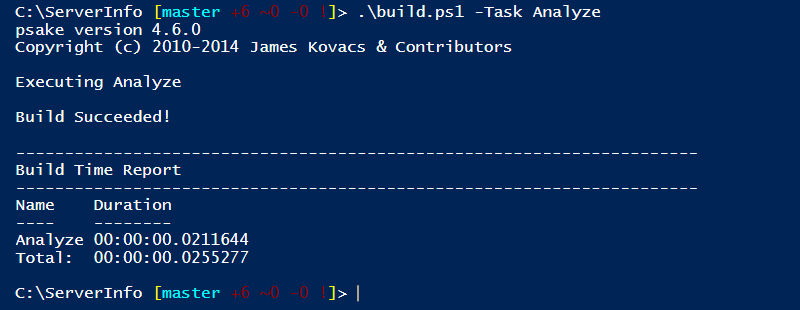 C:\ServerInfo [master +6 ~0 -0 !]> .\build.ps1 -Task Analyze
psake version 4.6.0
Copyright (c) 2010-2014 James Kovacs & Contributors
Executing Analyze
Build Succeeded!
----------------------------------------------------------------------
Build Time Report
----------------------------------------------------------------------
Name    Duration
----    --------
Analyze 00:00:00.0211644
Total:  00:00:00.0255277
C:\ServerInfo [master +6 ~0 -0 !]>